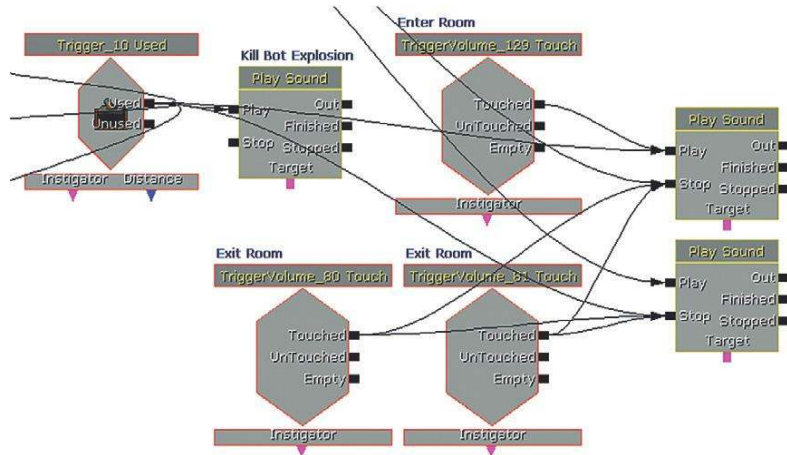 Trigger_10 Used
Used
Unused
Instigator Distance
Kill Bot Explosion
Play Sound
Play
Stop
Out
Finished
Stopped
Target
Enter Room
TriggerVolume_129 Touch
Touched
UnTouched
Empty
Instigator
Play Sound
Play
Stop
Out
Finished
Stopped
Target
Exit Room
TriggerVolume_80 Touch
Touched
UnTouched
Empty
Instigator
Exit Room
TriggerVolume_81 Touch
Touched
UnTouched
Empty
Instigator
Play Sound
Play
Stop
Out
Finished
Stopped
Target